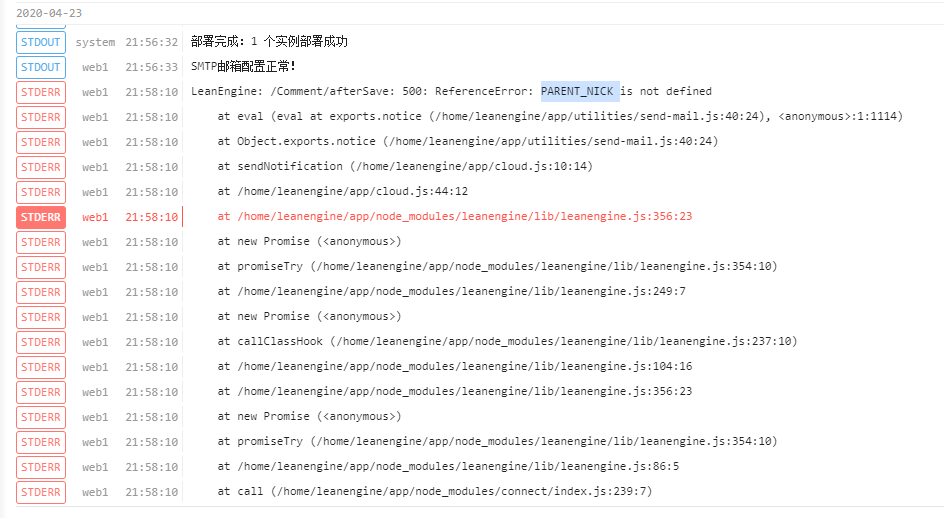 2020-04-23
STDOUT system 21:56:32 部署完成：1 个实例部署成功
STDOUT web1 21:56:33 SMTP邮箱配置正常！
STDERR web1 21:58:10 LeanEngine: /Comment/afterSave: 500: ReferenceError: PARENT_NICK is not defined
STDERR web1 21:58:10 at eval (eval at exports.notice (/home/leanengine/app/utilities/send-mail.js:40:24), <anonymous>:1:1114)
STDERR web1 21:58:10 at Object.exports.notice (/home/leanengine/app/utilities/send-mail.js:40:24)
STDERR web1 21:58:10 at sendNotification (/home/leanengine/app/cloud.js:10:14)
STDERR web1 21:58:10 at /home/leanengine/app/cloud.js:44:12
STDERR web1 21:58:10 at /home/leanengine/app/node_modules/leanengine/lib/leanengine.js:356:23
STDERR web1 21:58:10 at new Promise (<anonymous>)
STDERR web1 21:58:10 at promiseTry (/home/leanengine/app/node_modules/leanengine/lib/leanengine.js:354:10)
STDERR web1 21:58:10 at /home/leanengine/app/node_modules/leanengine/lib/leanengine.js:249:7
STDERR web1 21:58:10 at new Promise (<anonymous>)
STDERR web1 21:58:10 at callClassHook (/home/leanengine/app/node_modules/leanengine/lib/leanengine.js:237:10)
STDERR web1 21:58:10 at /home/leanengine/app/node_modules/leanengine/lib/leanengine.js:104:16
STDERR web1 21:58:10 at /home/leanengine/app/node_modules/leanengine/lib/leanengine.js:356:23
STDERR web1 21:58:10 at new Promise (<anonymous>)
STDERR web1 21:58:10 at promiseTry (/home/leanengine/app/node_modules/leanengine/lib/leanengine.js:354:10)
STDERR web1 21:58:10 at /home/leanengine/app/node_modules/leanengine/lib/leanengine.js:86:5
STDERR web1 21:58:10 at call (/home/leanengine/app/node_modules/connect/index.js:239:7)